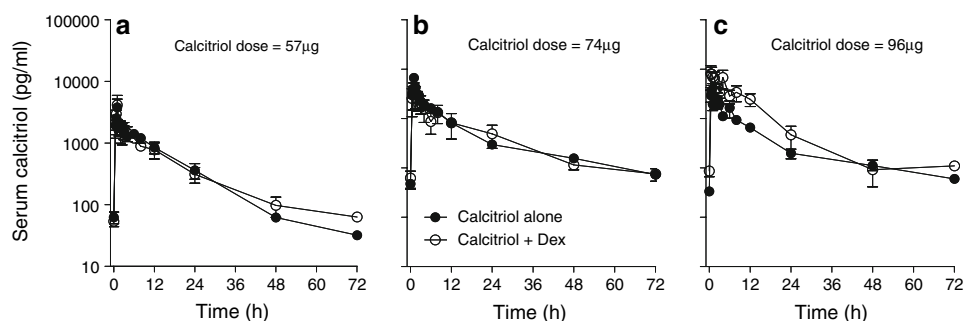 a
Calcitriol dose = 57µg
b
Calcitriol dose = 74µg
c
Calcitriol dose = 96µg
Serum calcitriol (pg/ml)
100000
10000
1000
100
10
Calcitriol alone
Calcitriol + Dex
0 12 24 36 48 60 72
0 12 24 36 48 60 72
0 12 24 36 48 60 72
Time (h)
Time (h)
Time (h)